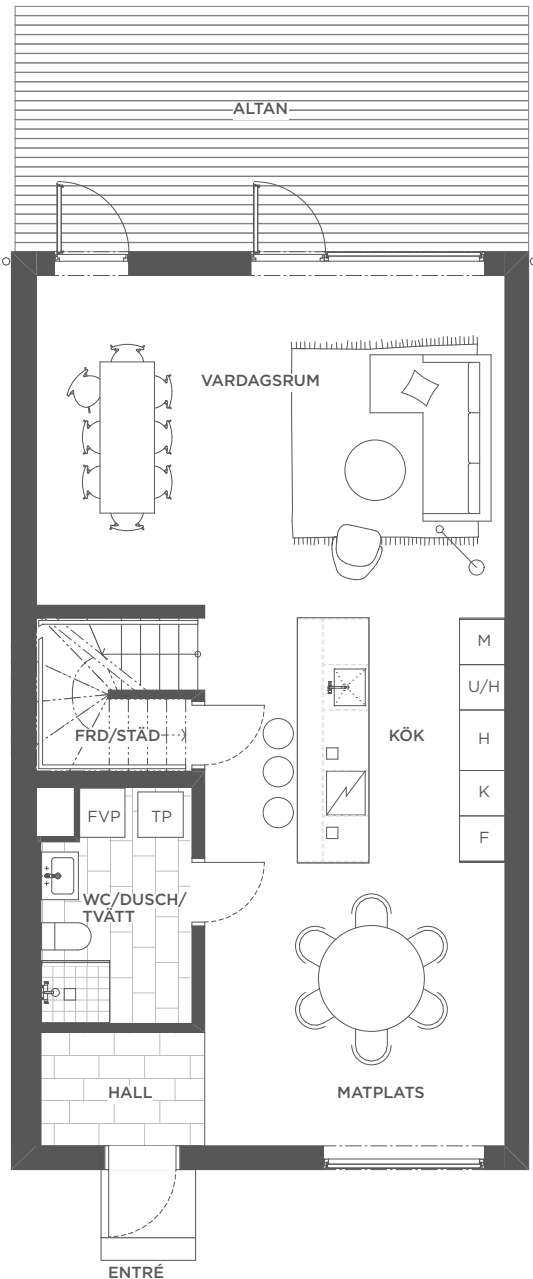 ALTAN
VARDAGSRUM
M
U/H
FRD/STÄD
KÖK
H
K
FVP
TP
F
WC/DUSCH/
TVÄTT
HALL
MATPLATS
ENTRÉ